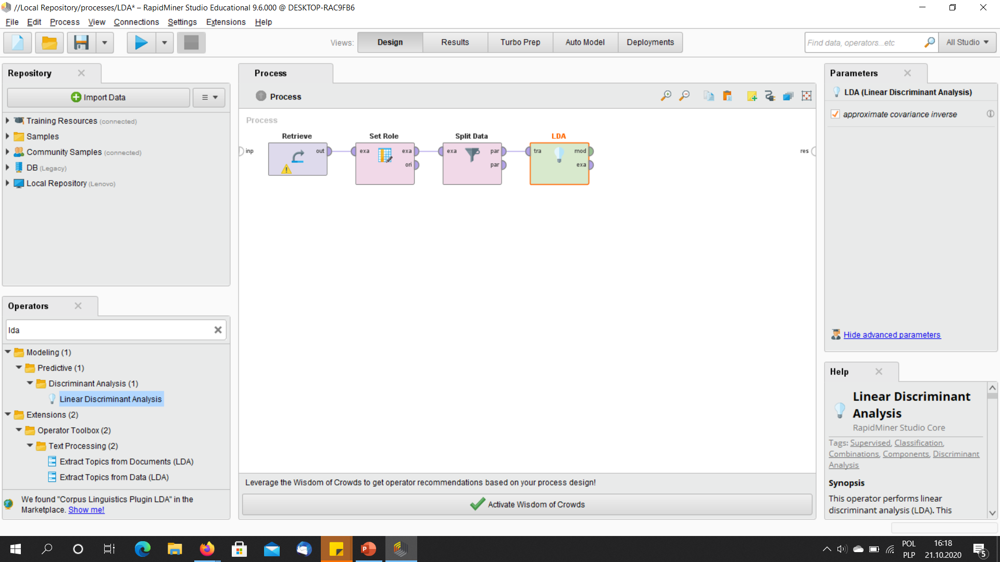 //Local Repository/processes/LDA* – RapidMiner Studio Educational 9.6.000 @ DESKTOP-RAC9FB6
File Edit Process View Connections Settings Extensions Help
Views: Design Results Turbo Prep Auto Model Deployments
Find data, operators...etc
All Studio
Repository
Import Data
Training Resources (connected)
Samples
Community Samples (connected)
DB (Legacy)
Local Repository (Lenovo)
Operators
lda
Modeling (1)
Predictive (1)
Discriminant Analysis (1)
Linear Discriminant Analysis
Extensions (2)
Operator Toolbox (2)
Text Processing (2)
Extract Topics from Documents (LDA)
Extract Topics from Data (LDA)
We found "Corpus Linguistics Plugin LDA" in the
Marketplace. Show me!
Process
Process
Process
Retrieve Set Role Split Data LDA
inp out exa exa exa par tra mod res
ori par exa
Leverage the Wisdom of Crowds to get operator recommendations based on your process design!
Activate Wisdom of Crowds
Parameters
LDA (Linear Discriminant Analysis)
approximate covariance inverse
Hide advanced parameters
Help
Linear Discriminant
Analysis
RapidMiner Studio Core
Tags: Supervised, Classification,
Combinations, Components, Discriminant
Analysis
Synopsis
This operator performs linear
discriminant analysis (LDA). This
POL
PLP
16:18
21.10.2020
5